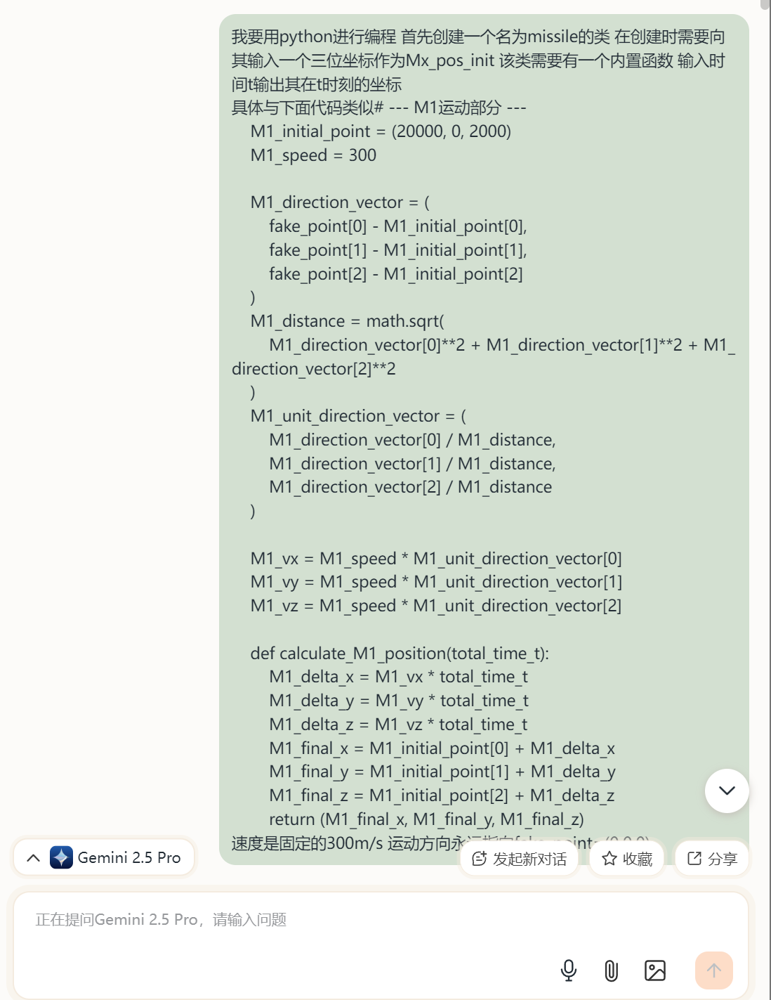 我要用python进行编程 首先创建一个名为missile的类 在创建时需要向
其输入一个三位坐标作为Mx_pos_init 该类需要有一个内置函数 输入时
间t输出其在t时刻的坐标
具体与下面代码类似# --- M1运动部分 ---
M1_initial_point = (20000, 0, 2000)
M1_speed = 300
M1_direction_vector = (
fake_point[0] - M1_initial_point[0],
fake_point[1] - M1_initial_point[1],
fake_point[2] - M1_initial_point[2]
)
M1_distance = math.sqrt(
M1_direction_vector[0]**2 + M1_direction_vector[1]**2 + M1_
direction_vector[2]**2
)
M1_unit_direction_vector = (
M1_direction_vector[0] / M1_distance,
M1_direction_vector[1] / M1_distance,
M1_direction_vector[2] / M1_distance
)
M1_vx = M1_speed * M1_unit_direction_vector[0]
M1_vy = M1_speed * M1_unit_direction_vector[1]
M1_vz = M1_speed * M1_unit_direction_vector[2]
def calculate_M1_position(total_time_t):
M1_delta_x = M1_vx * total_time_t
M1_delta_y = M1_vy * total_time_t
M1_delta_z = M1_vz * total_time_t
M1_final_x = M1_initial_point[0] + M1_delta_x
M1_final_y = M1_initial_point[1] + M1_delta_y
M1_final_z = M1_initial_point[2] + M1_delta_z
return (M1_final_x, M1_final_y, M1_final_z)
速度是固定的300m/s 运动方向永
Gemini 2.5 Pro
发起新对话
收藏
分享
正在提问Gemini 2.5 Pro，请输入问题